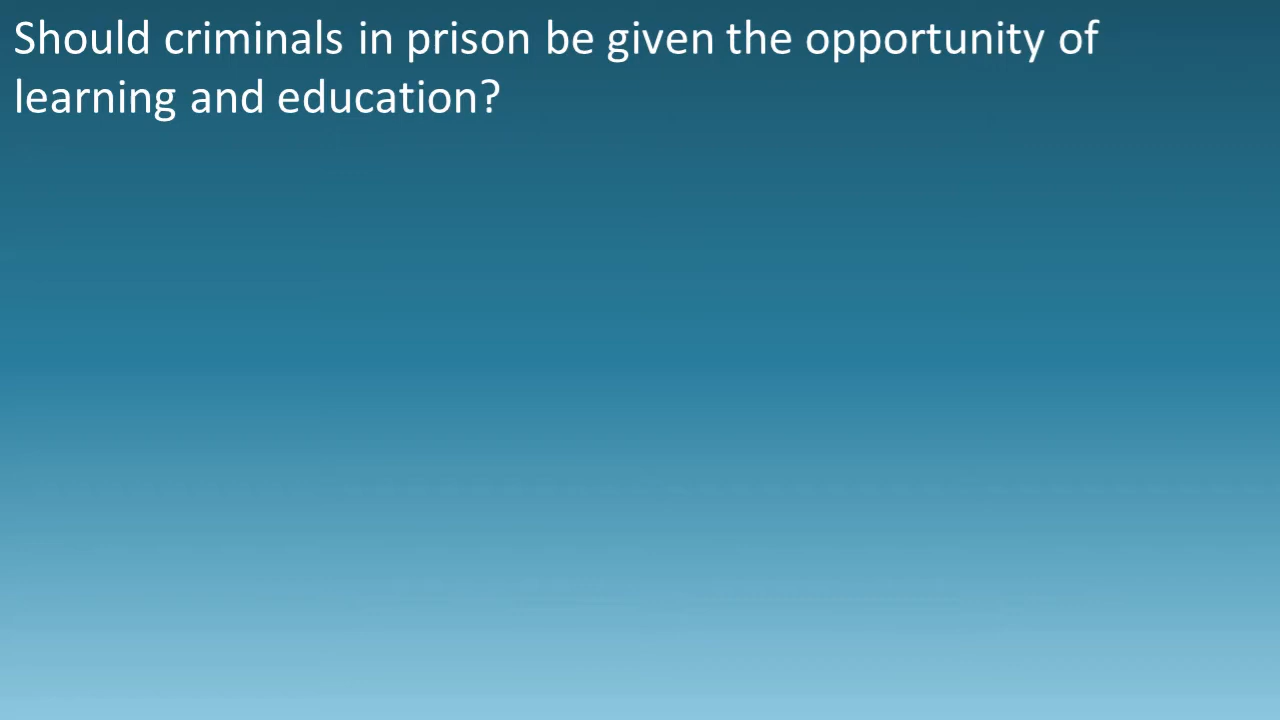 Should criminals in prison be given the opportunity of
learning and education?